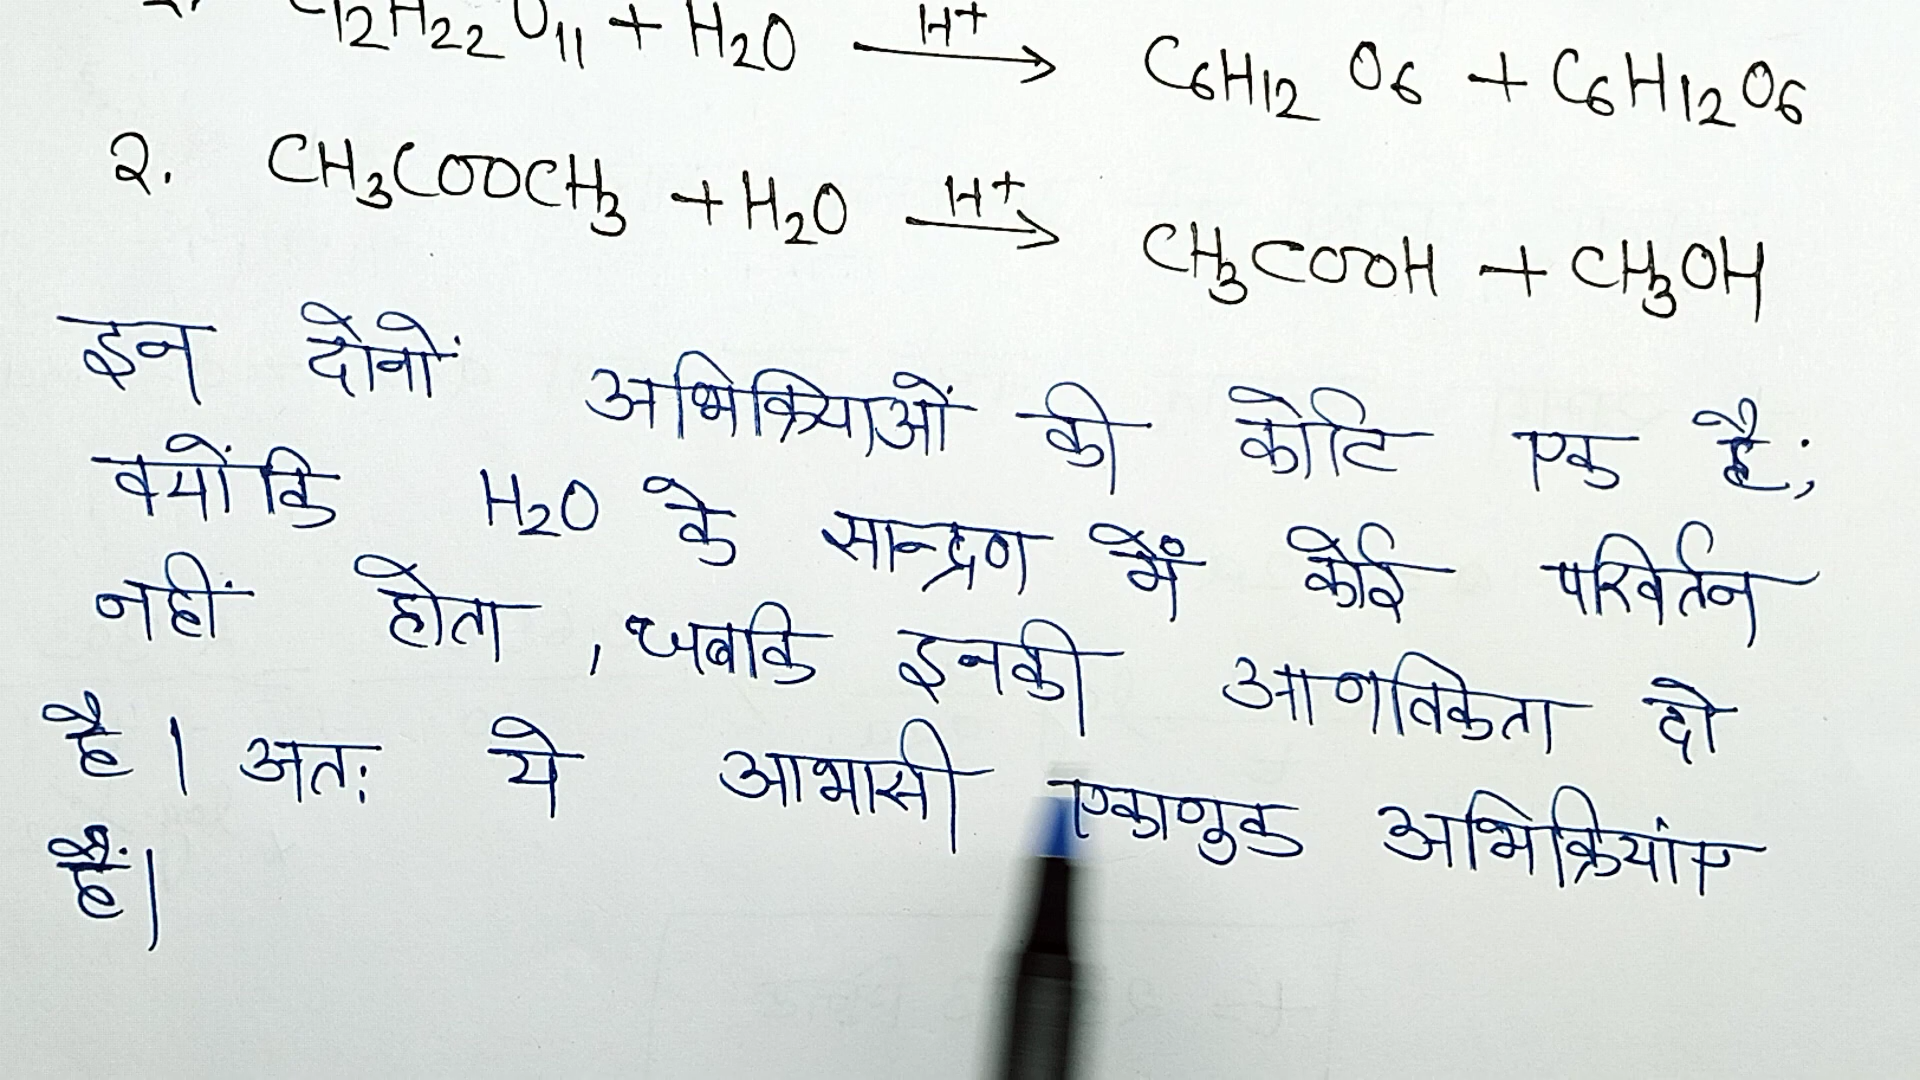 C12H22O11 + H2O H+ → C6H12O6 + C6H12O6
2. CH3COOCH3 + H2O H+ → CH3COOH + CH3OH
इन दोनों अभिक्रियाओं की कोटि एक है;
क्योंकि H2O के सान्द्रण में कोई परिवर्तन
नहीं होता, जबकि इनकी आणविकता दो
है। अतः ये आभासी एकाणुक अभिक्रियांए
हैं।